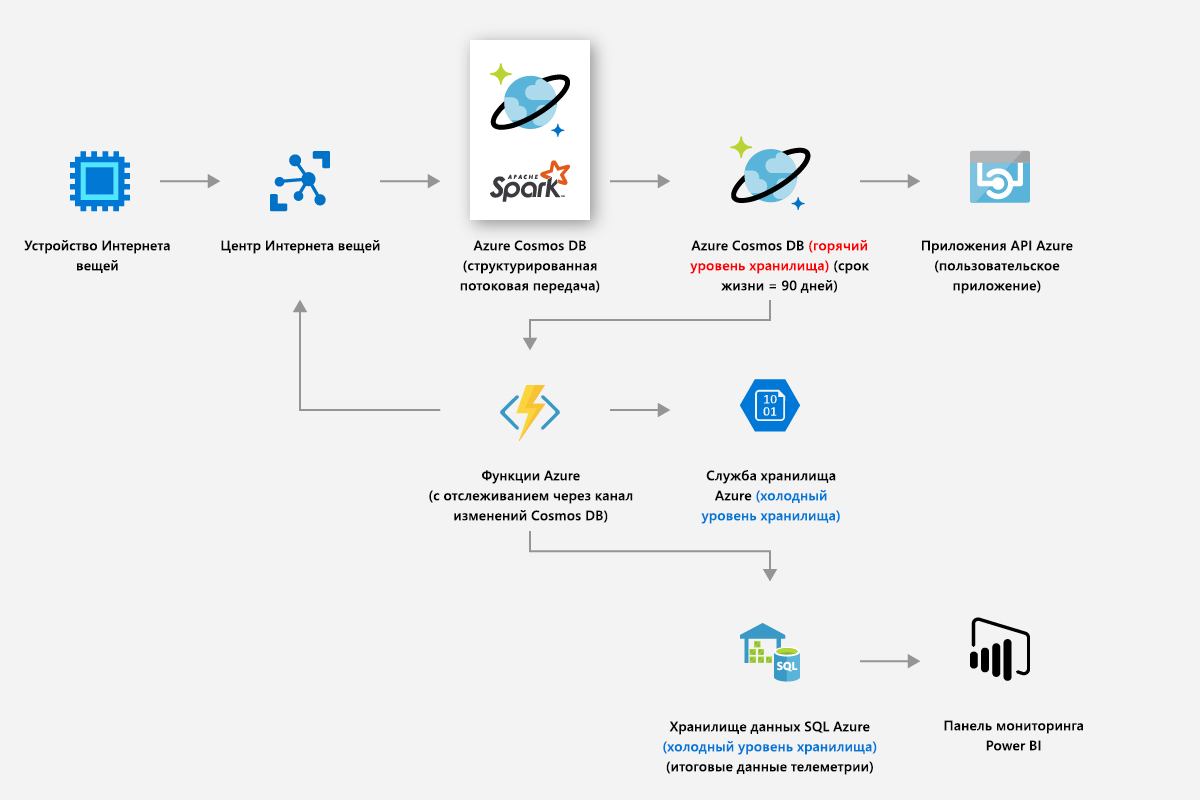 APACHE
Spark™
Устройство Интернета
вещей
Центр Интернета вещей
Azure Cosmos DB
(структурированная
потоковая передача)
Azure Cosmos DB (горячий
уровень хранилища) (срок
жизни = 90 дней)
Приложения API Azure
(пользовательское
приложение)
10
01
Функции Azure
(с отслеживанием через канал
изменений Cosmos DB)
Служба хранилища
Azure (холодный
уровень хранилища)
SQL
Хранилище данных SQL Azure
(холодный уровень хранилища)
(итоговые данные телеметрии)
Панель мониторинга
Power BI